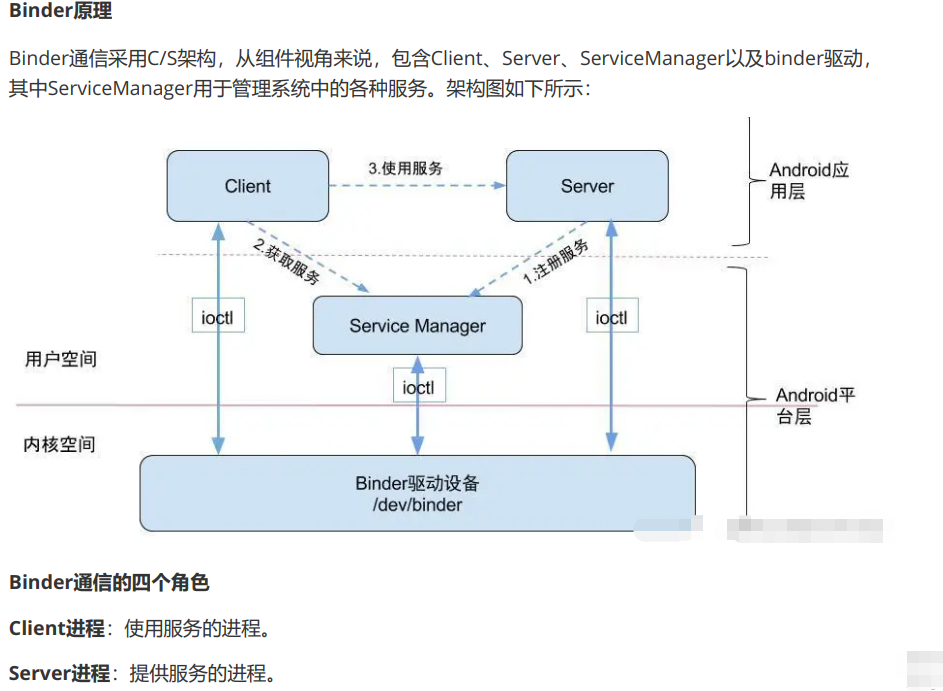 Binder原理
Binder通信采用C/S架构，从组件视角来说，包含Client、Server、ServiceManager以及binder驱动，
其中ServiceManager用于管理系统中的各种服务。架构图如下所示：
Client
3.使用服务
Server
Android应
用层
2.获取服务
1.注册服务
ioctl
Service Manager
ioctl
用户空间
ioctl
Android平
台层
内核空间
Binder驱动设备
/dev/binder
Binder通信的四个角色
Client进程：使用服务的进程。
Server进程：提供服务的进程。